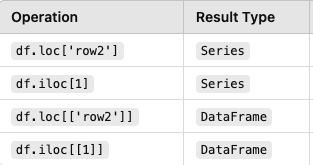 Operation Result Type
df.loc['row2'] Series
df.iloc[1] Series
df.loc[['row2']] DataFrame
df.iloc[[1]] DataFrame